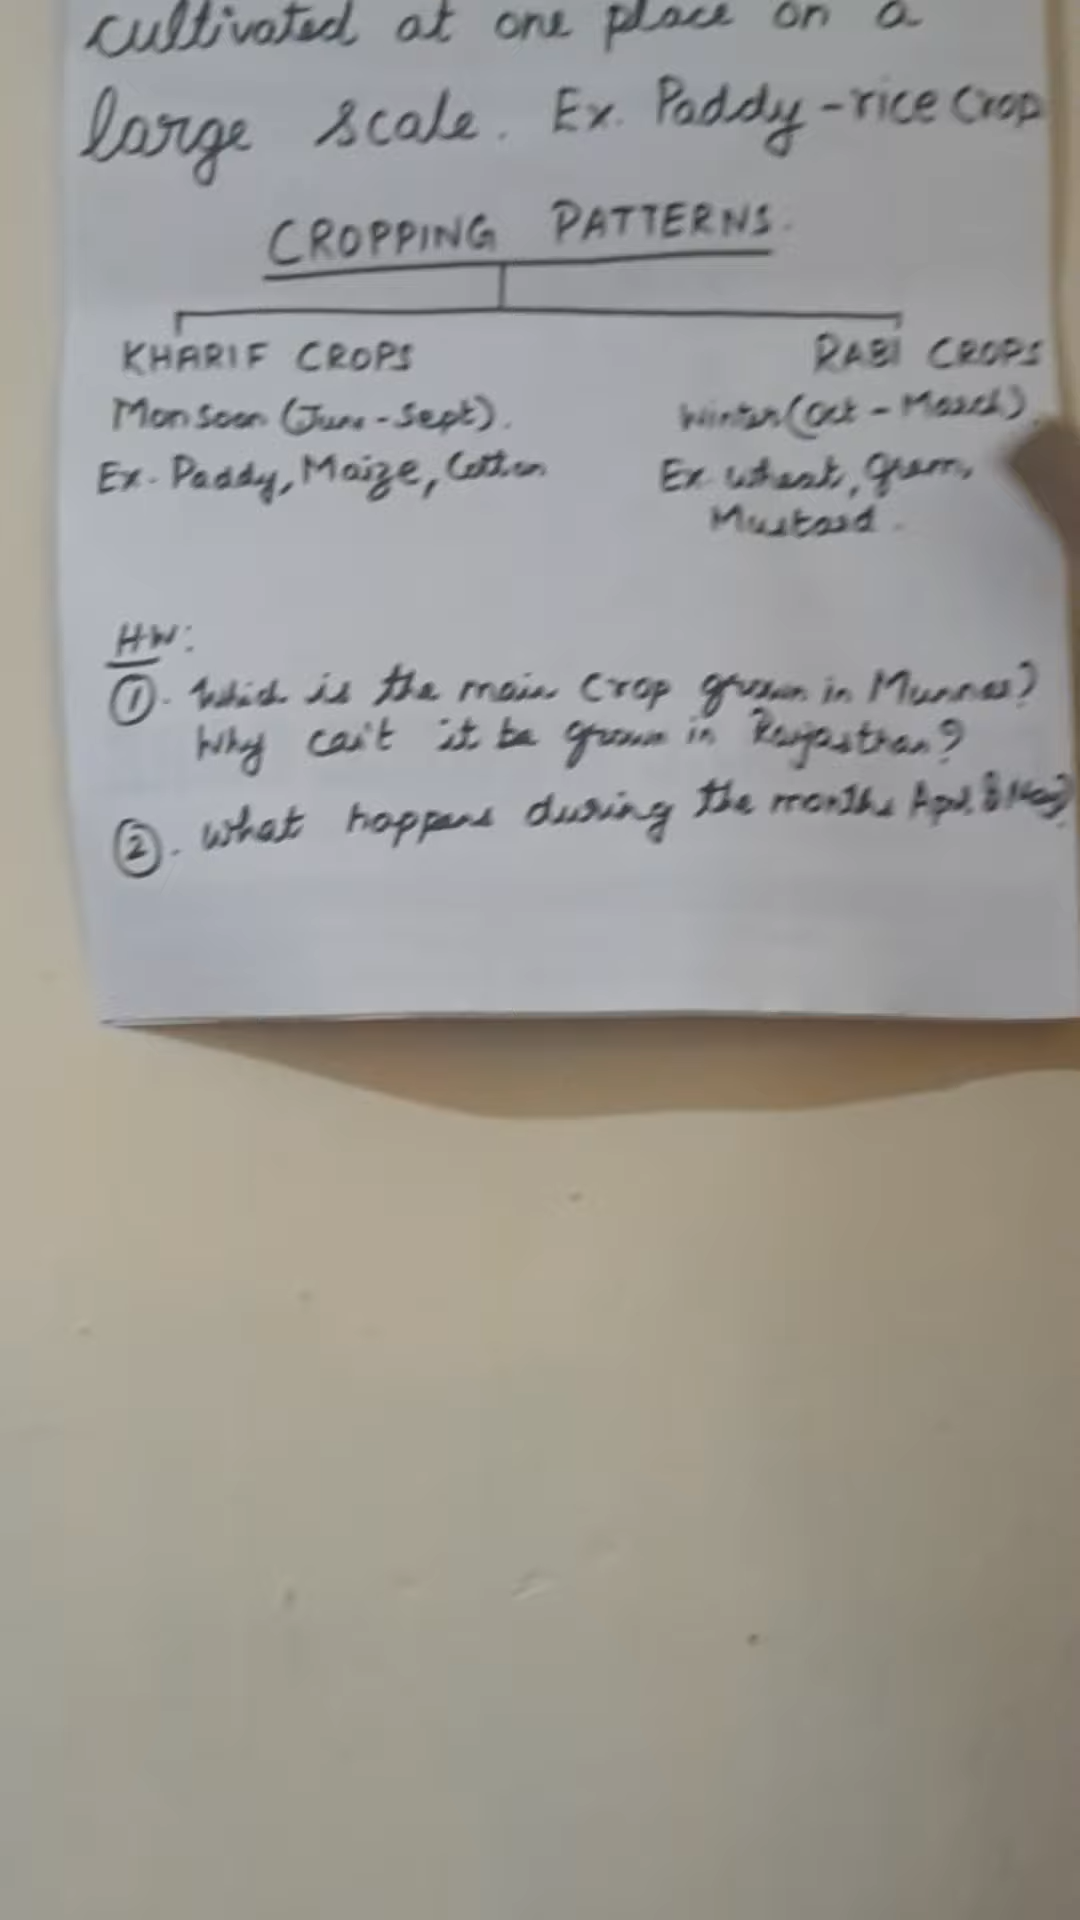 cultivated at one place on a
large scale. Ex. Paddy-rice Crop
CROPPING PATTERNS.
KHARIF CROPS
Monsoon (June-Sept).
Ex. Paddy, Maize, Cotton
RABI CROPS
Winter (Oct - March).
Ex. wheat, gram,
Mustard.
HW:
①. Which is the main crop grown in Munnar?
Why can't it be grown in Rajasthan?
②. What happens during the months April & May?